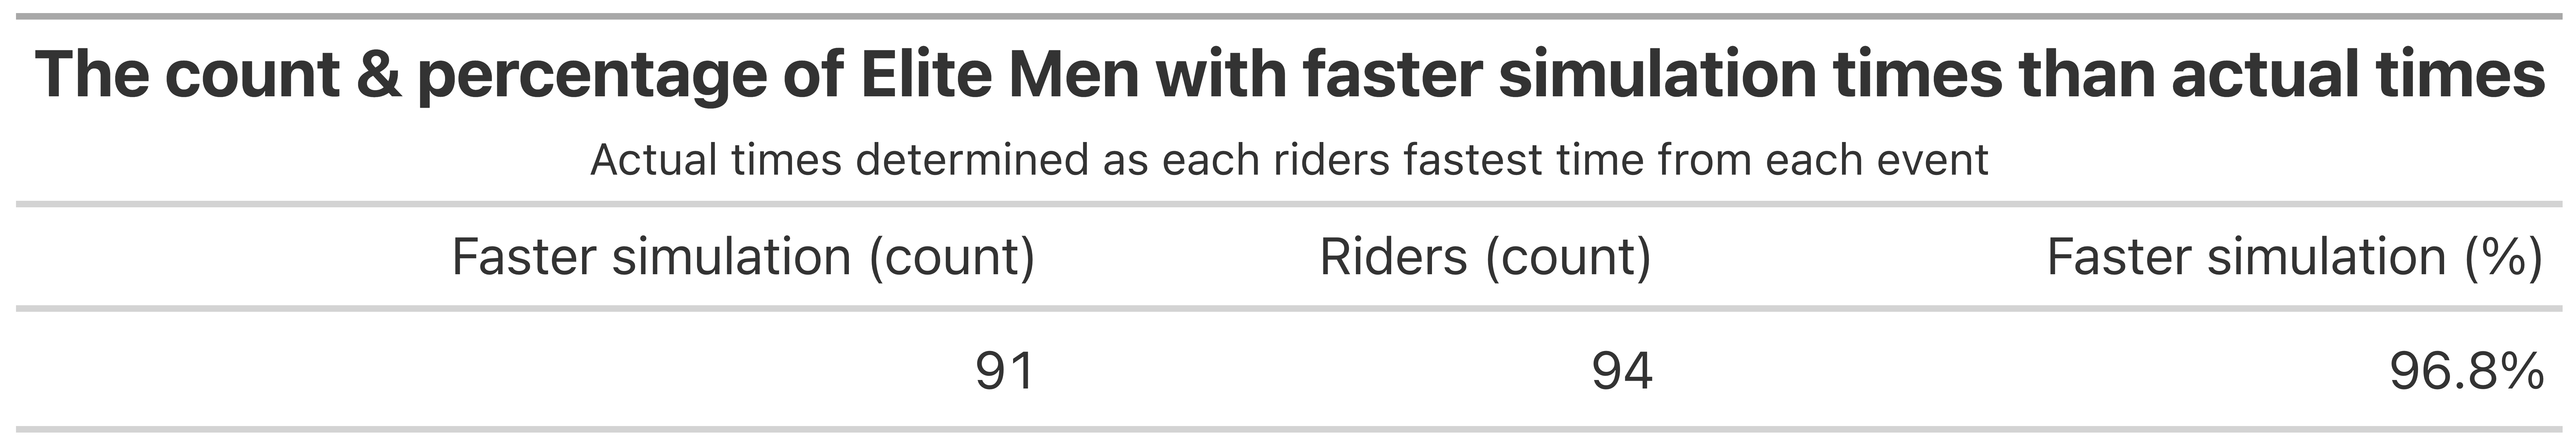 The count & percentage of Elite Men with faster simulation times than actual times
Actual times determined as each riders fastest time from each event
Faster simulation (count) Riders (count) Faster simulation (%)
91 94 96.8%